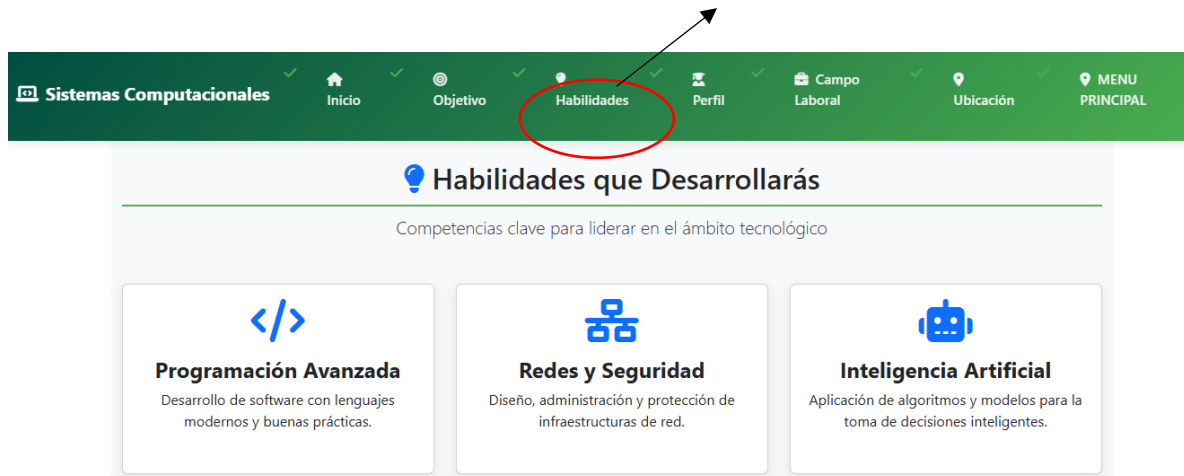 Sistemas Computacionales
Inicio
Objetivo
Habilidades
Perfil
Campo
Laboral
Ubicación
MENU
PRINCIPAL
Habilidades que Desarrollarás
Competencias clave para liderar en el ámbito tecnológico
Programación Avanzada
Desarrollo de software con lenguajes
modernos y buenas prácticas.
Redes y Seguridad
Diseño, administración y protección de
infraestructuras de red.
Inteligencia Artificial
Aplicación de algoritmos y modelos para la
toma de decisiones inteligentes.